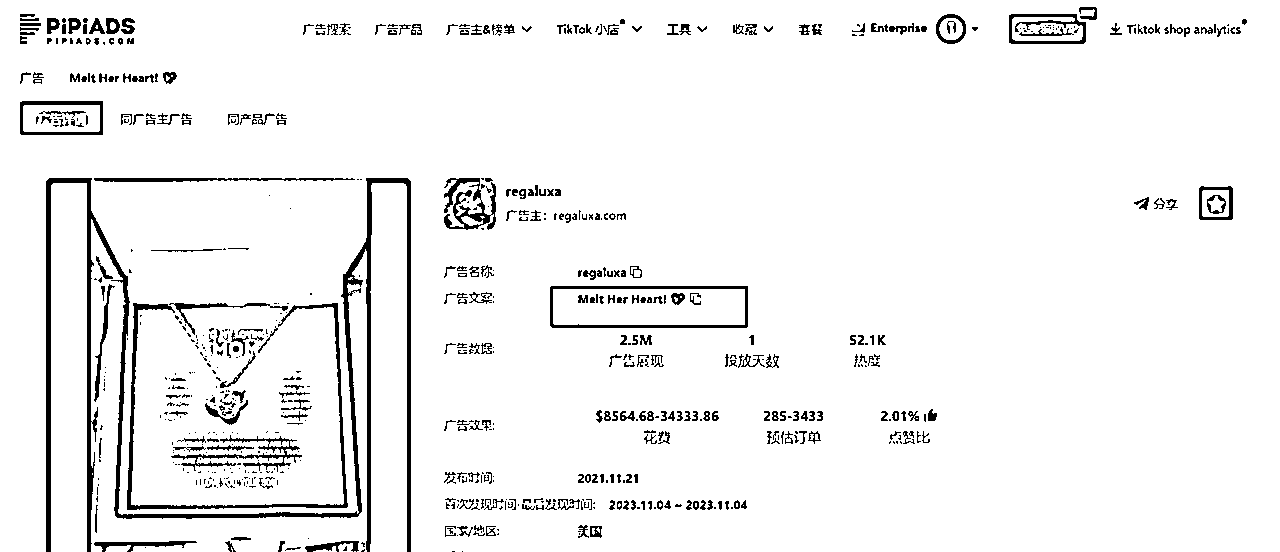 PiPiADS
PIPIADS.COM
广告搜索 广告产品 广告主&榜单 TikTok 小店 工具 收藏 套餐 Enterprise Tiktok shop analytics
广告 Melt Her Heart!
广告详情 同广告主广告 同产品广告
regaluxa
广告主: regaluxa.com
分享
广告名称: regaluxa
广告文案: Melt Her Heart!
广告数据: 2.5M 1 52.1K
广告展现 投放天数 热度
广告效果: $8564.68-34333.86 285-3433 2.01%
花费 预估订单 点赞比
发布时间: 2021.11.21
首次发现时间-最后发现时间: 2023.11.04 ~ 2023.11.04
国家/地区: 美国
MOM